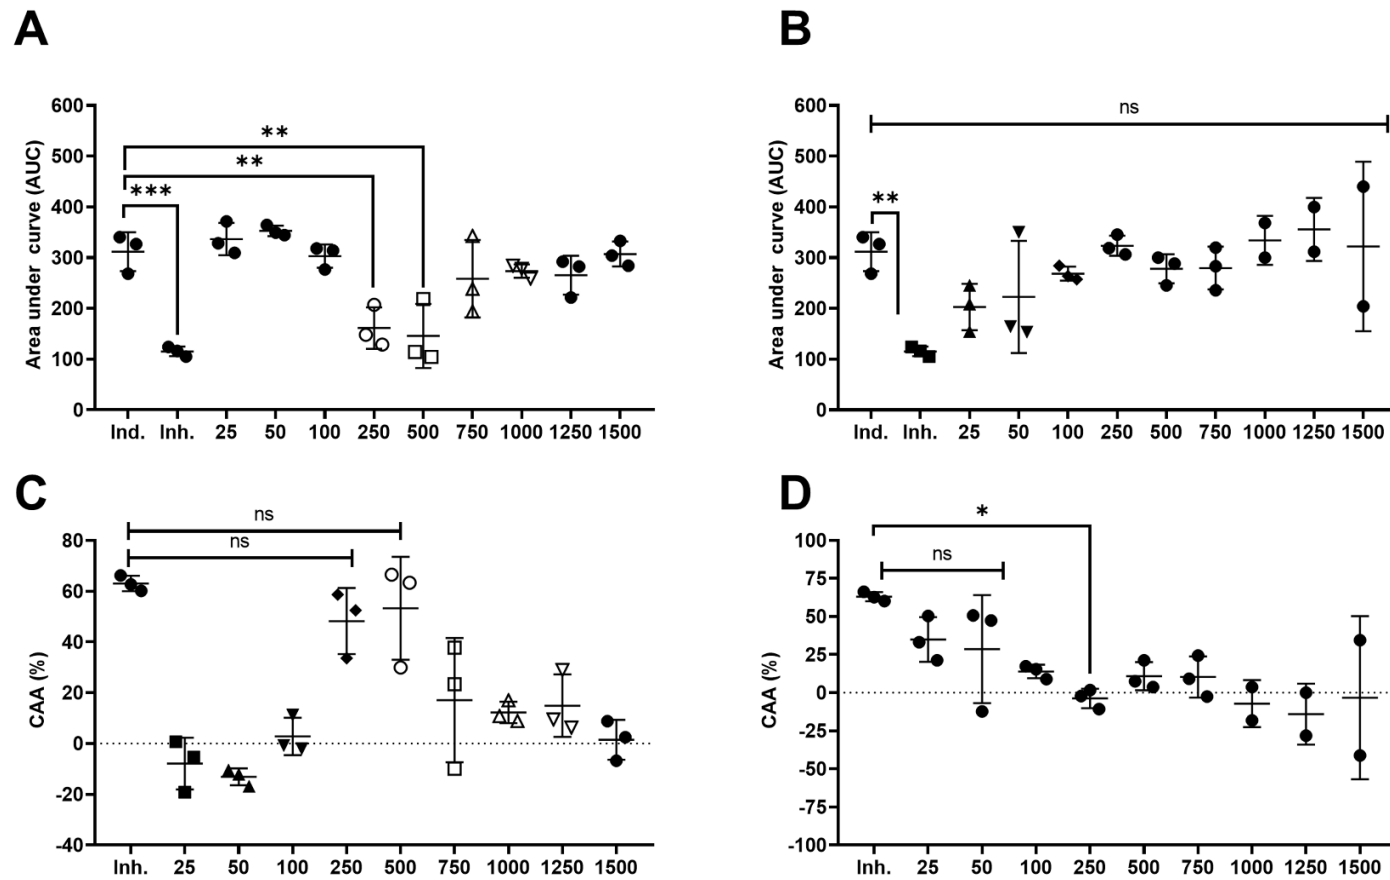 A
Area under curve (AUC)
600
500
400
300
200
100
0
***
**
**
Ind. Inh. 25 50 100 250 500 750 1000 1250 1500
B
Area under curve (AUC)
600
500
400
300
200
100
0
**
ns
Ind. Inh. 25 50 100 250 500 750 1000 1250 1500
C
CAA (%)
80
60
40
20
0
-20
-40
ns
ns
Inh. 25 50 100 250 500 750 1000 1250 1500
D
CAA (%)
100
75
50
25
0
-25
-50
-75
-100
*
ns
Inh. 25 50 100 250 500 750 1000 1250 1500